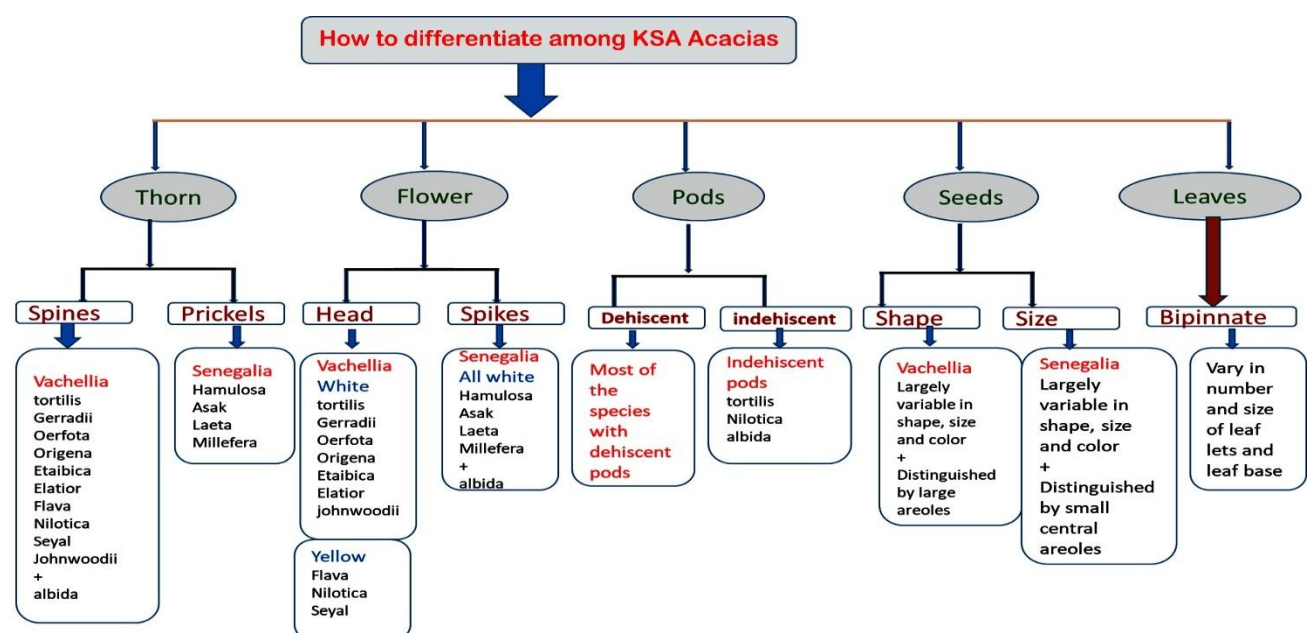 How to differentiate among KSA Acacias
Thorn
Flower
Pods
Seeds
Leaves
Spines
Prickels
Head
Spikes
Dehiscent
indehiscent
Shape
Size
Bipinnate
Vachellia
tortilis
Gerradii
Oerfota
Origena
Etaibica
Elatior
Flava
Nilotica
Seyal
Johnwoodii
+
albida
Senegalia
Hamulosa
Asak
Laeta
Millefera
Vachellia
White
tortilis
Gerradii
Oerfota
Origena
Etaibica
Elatior
johnwoodii
Yellow
Flava
Nilotica
Seyal
Senegalia
All white
Hamulosa
Asak
Laeta
Millefera
+
albida
Most of
the
species
with
dehiscent
pods
Indehiscent
pods
tortilis
Nilotica
albida
Vachellia
Largely
variable in
shape, size
and color
+
Distinguished
by large
areoles
Senegalia
Largely
variable in
shape, size
and color
+
Distinguished
by small
central
areoles
Vary in
number
and size
of leaf
lets and
leaf base